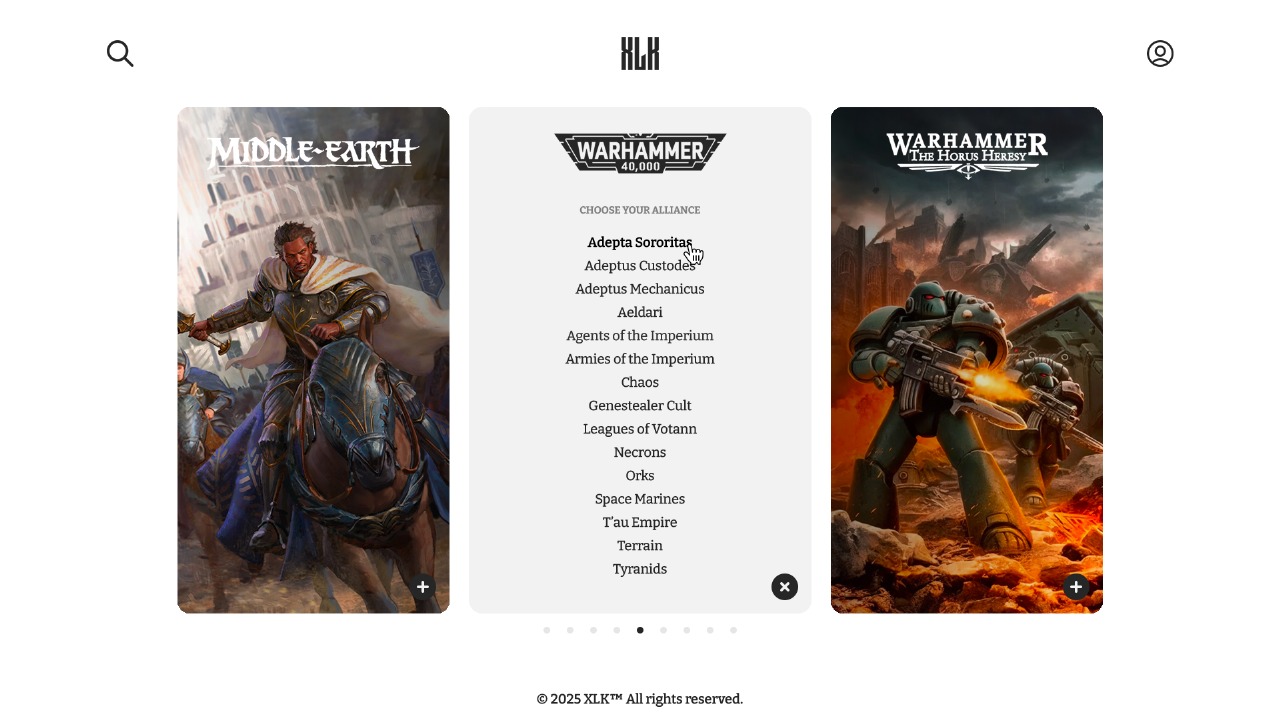 XLK
MIDDLE-EARTH
WARHAMMER
40,000
CHOOSE YOUR ALLIANCE
Adepta Sororitas
Adeptus Custodes
Adeptus Mechanicus
Aeldari
Agents of the Imperium
Armies of the Imperium
Chaos
Genestealer Cult
Leagues of Votann
Necrons
Orks
Space Marines
T'au Empire
Terrain
Tyranids
WARHAMMER
THE HORUS HERESY
© 2025 XLK™ All rights reserved.